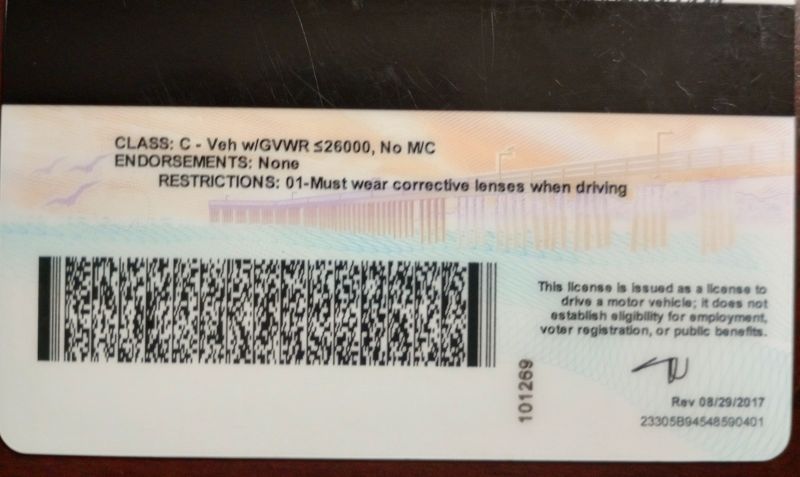 CLASS: C - Veh w/GVWR ≤26000, No M/C
ENDORSEMENTS: None
RESTRICTIONS: 01-Must wear corrective lenses when driving
This license is issued as a license to
drive a motor vehicle; it does not
establish eligibility for employment,
voter registration, or public benefits.
101269
Rev 08/29/2017
23305B94548590401